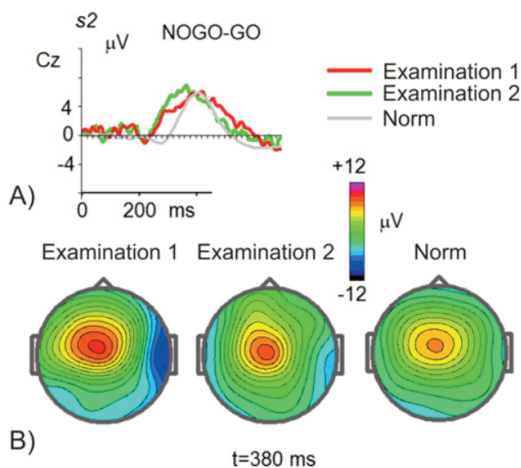 s2
μV
NOGO-GO
Cz
4
0
-4
Examination 1
Examination 2
Norm
A)
0 200 ms
+12
μV
-12
Examination 1 Examination 2 Norm
B)
t=380 ms